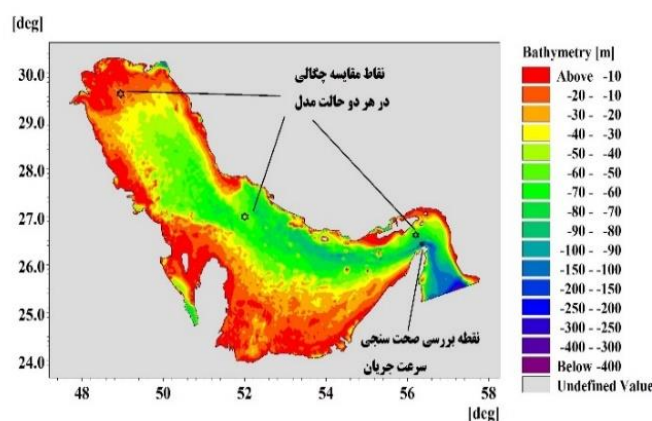 [deg]
نقاط مقایسه چگالی
در هر دو حالت مدل
نقطه بررسی صحت سنجی
سرعت جریان
30.0
29.0
28.0
27.0
26.0
25.0
24.0
48 50 52 54 56 58
[deg]
Bathymetry [m]
Above -10
-20 - -10
-30 - -20
-40 - -30
-50 - -40
-60 - -50
-70 - -60
-80 - -70
-90 - -80
-100 - -90
-150 - -100
-200 - -150
-250 - -200
-300 - -250
-400 - -300
Below -400
Undefined Value